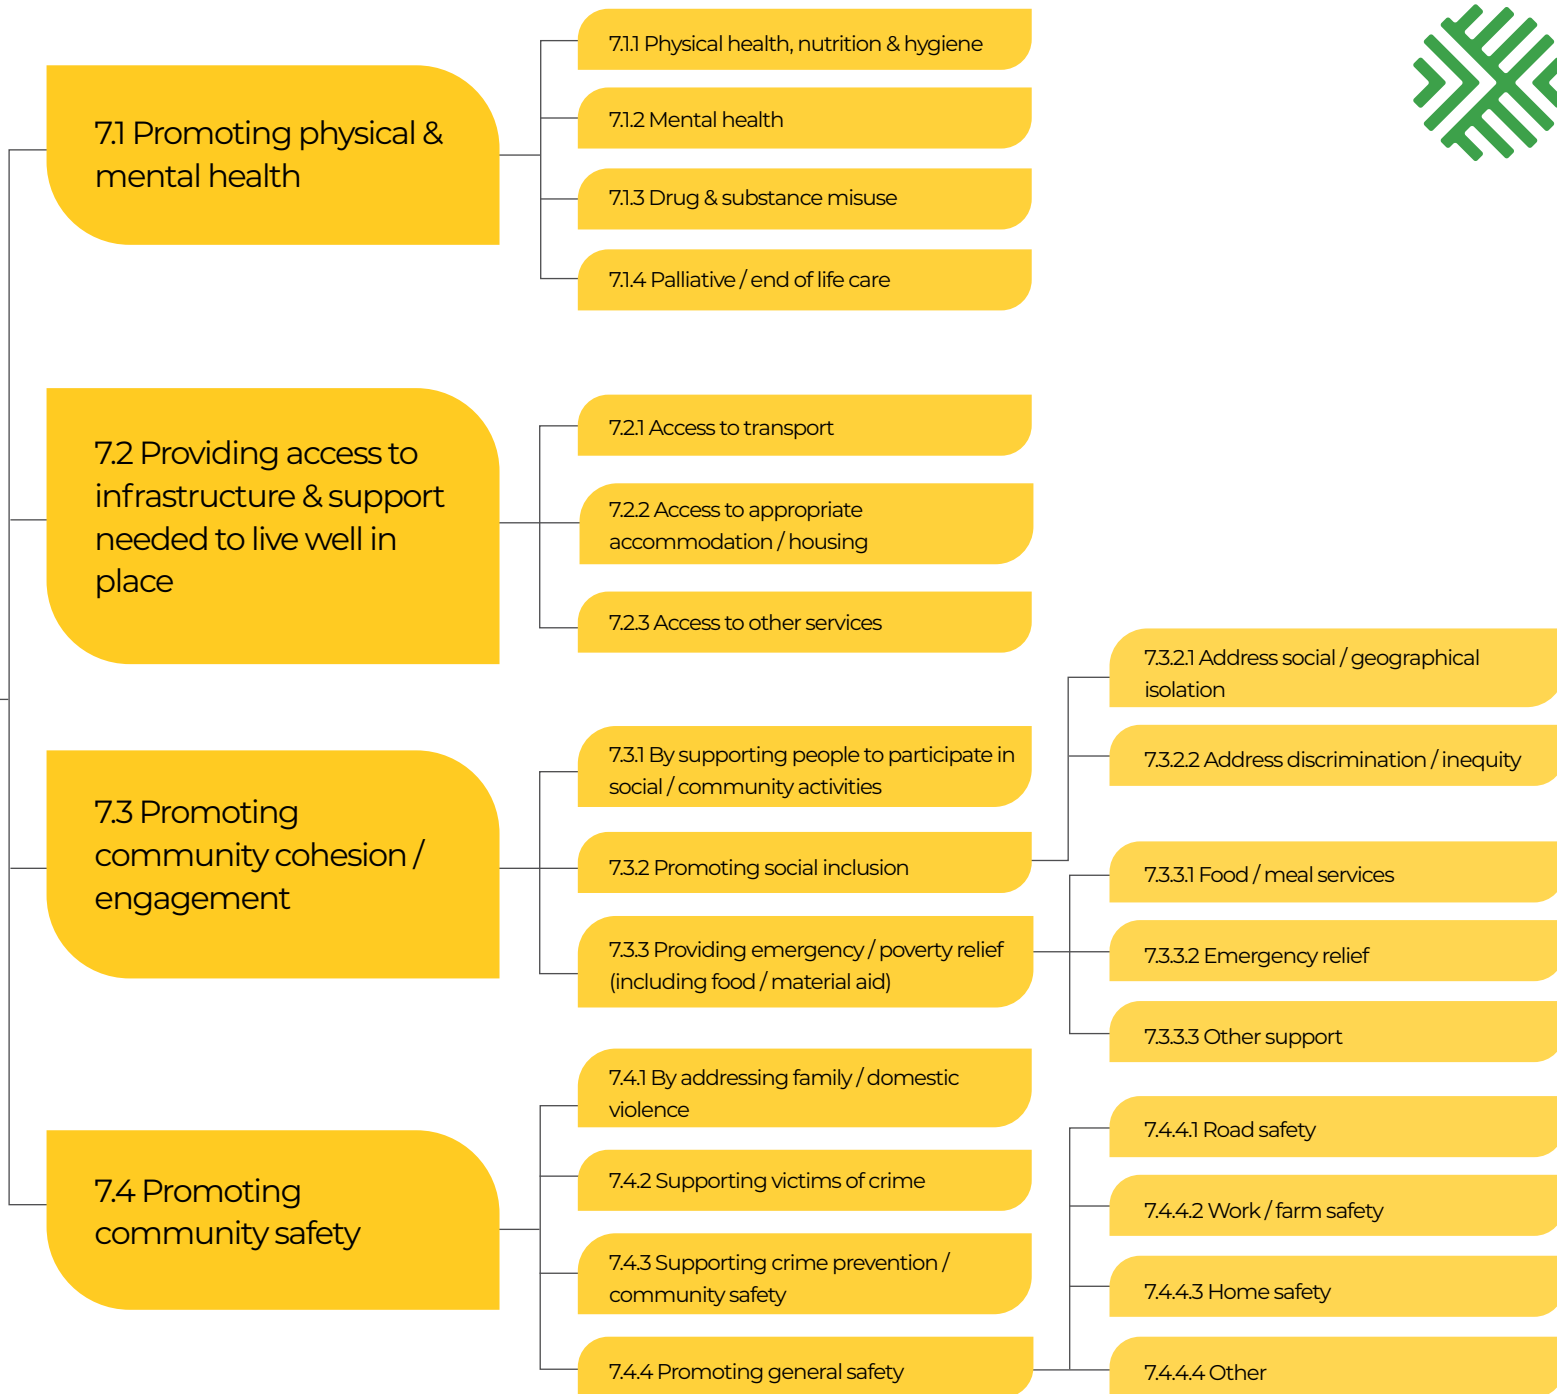 7.1 Promoting physical &
mental health
7.1.1 Physical health, nutrition & hygiene
7.1.2 Mental health
7.1.3 Drug & substance misuse
7.1.4 Palliative / end of life care
7.2 Providing access to
infrastructure & support
needed to live well in
place
7.2.1 Access to transport
7.2.2 Access to appropriate
accommodation / housing
7.2.3 Access to other services
7.3 Promoting
community cohesion /
engagement
7.3.1 By supporting people to participate in
social / community activities
7.3.2 Promoting social inclusion
7.3.2.1 Address social / geographical
isolation
7.3.2.2 Address discrimination / inequity
7.3.3 Providing emergency / poverty relief
(including food / material aid)
7.3.3.1 Food / meal services
7.3.3.2 Emergency relief
7.3.3.3 Other support
7.4 Promoting
community safety
7.4.1 By addressing family / domestic
violence
7.4.2 Supporting victims of crime
7.4.3 Supporting crime prevention /
community safety
7.4.4 Promoting general safety
7.4.4.1 Road safety
7.4.4.2 Work / farm safety
7.4.4.3 Home safety
7.4.4.4 Other